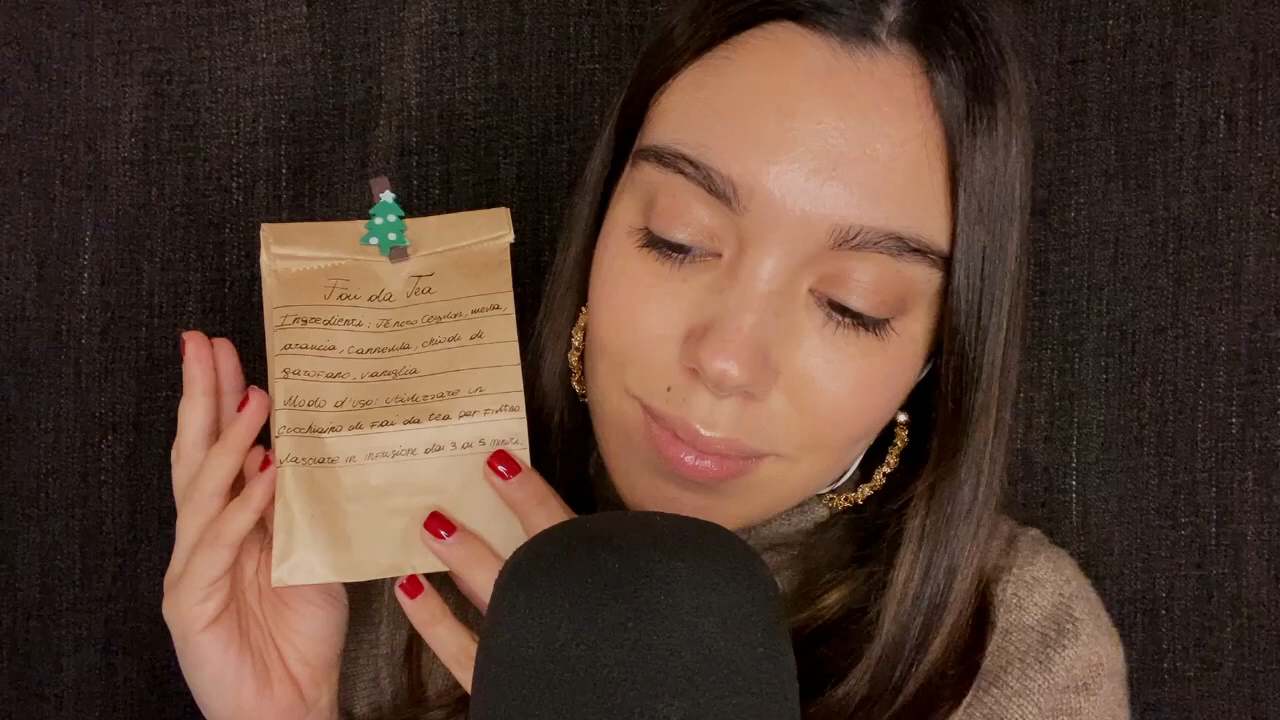 Fai da Tea
Ingredienti: Tè nero Ceylon, mela,
arancia, cannella, chiodi di
garofano, vaniglia
Modo d'uso: utilizzare un
cucchiaino di Fai da tea per filtro
lasciare in infusione dai 3 ai 5 minuti.